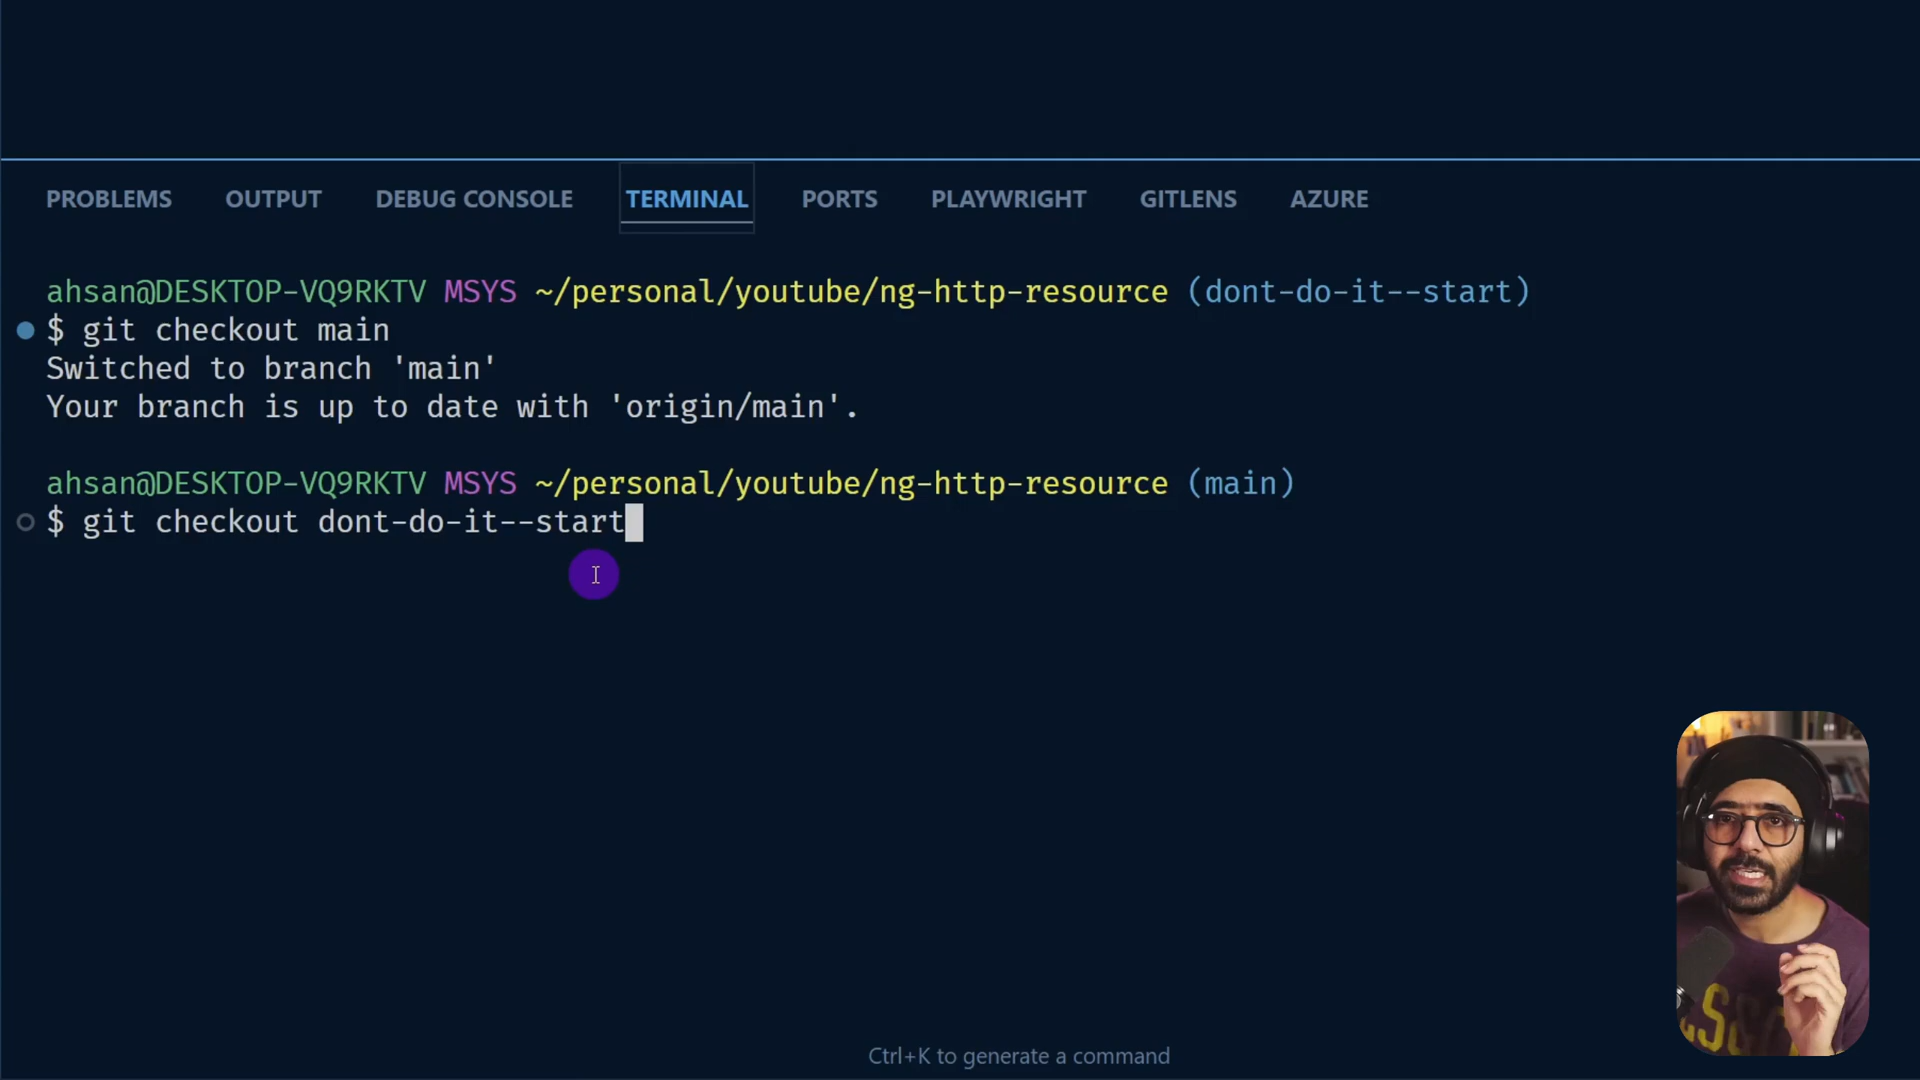 PROBLEMS OUTPUT DEBUG CONSOLE TERMINAL PORTS PLAYWRIGHT GITLENS AZURE
ahsan@DESKTOP-VQ9RKTV MSYS ~/personal/youtube/ng-http-resource (dont-do-it--start)
$ git checkout main
Switched to branch 'main'
Your branch is up to date with 'origin/main'.
ahsan@DESKTOP-VQ9RKTV MSYS ~/personal/youtube/ng-http-resource (main)
$ git checkout dont-do-it--start
Ctrl+K to generate a command